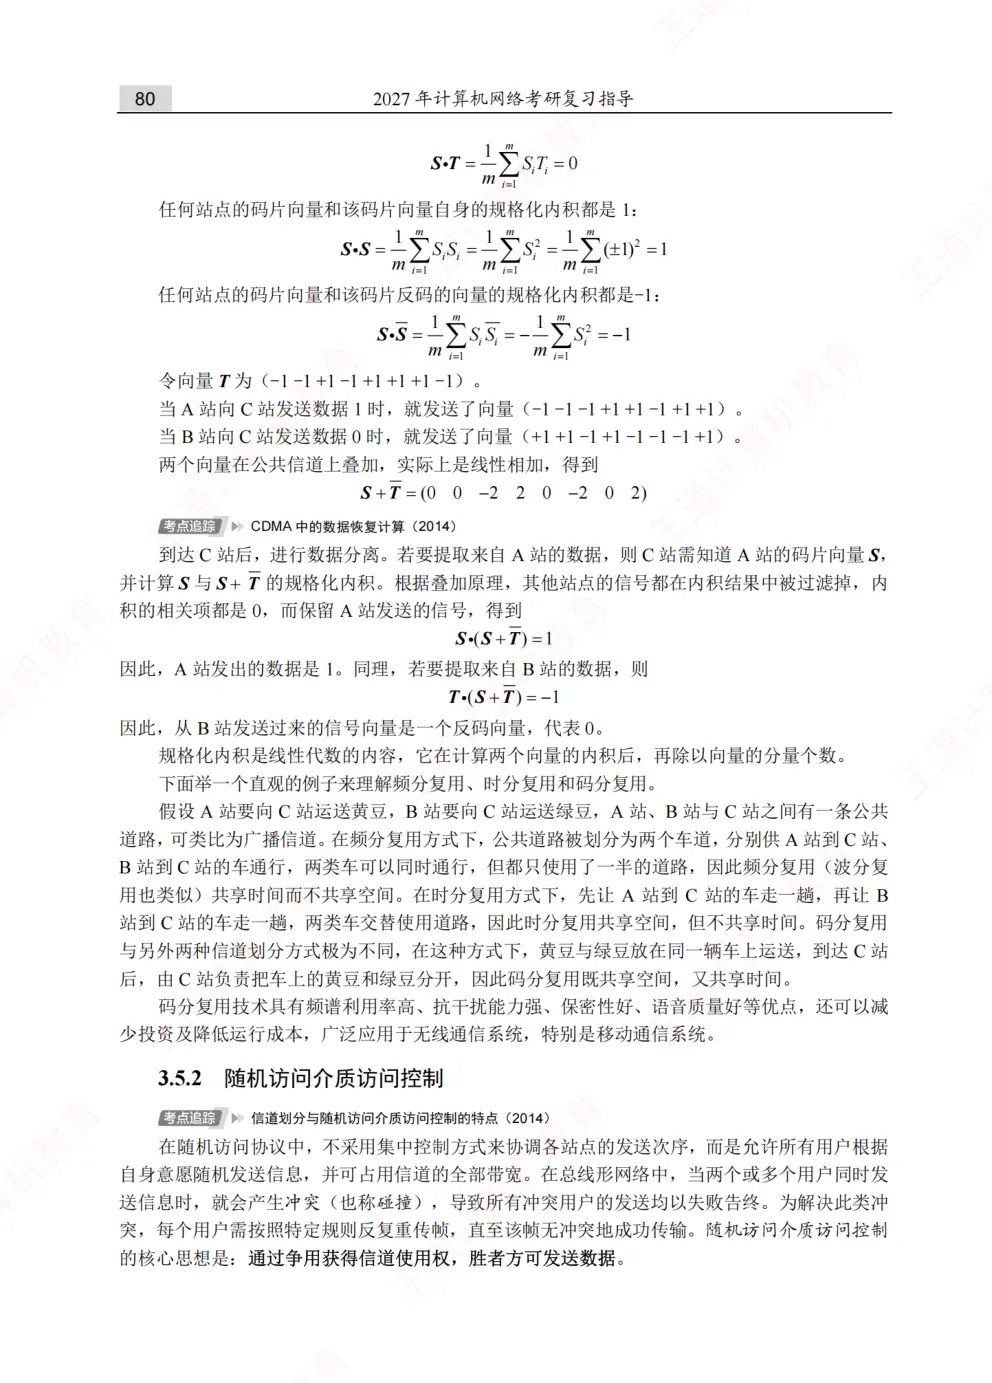 80
2027 年计算机网络考研复习指导
S•T = 1/m ∑_{i=1}^{m} S_i T_i = 0
任何站点的码片向量和该码片向量自身的规格化内积都是 1：
S•S = 1/m ∑_{i=1}^{m} S_i S_i = 1/m ∑_{i=1}^{m} S_i² = 1/m ∑_{i=1}^{m} (±1)² = 1
任何站点的码片向量和该码片反码的向量的规格化内积都是-1：
S•S̅ = 1/m ∑_{i=1}^{m} S_i S̅_i = − 1/m ∑_{i=1}^{m} S_i² = −1
令向量 T 为（-1 -1 +1 -1 +1 +1 +1 -1）。
当 A 站向 C 站发送数据 1 时，就发送了向量（-1 -1 -1 +1 +1 -1 +1 +1）。
当 B 站向 C 站发送数据 0 时，就发送了向量（+1 +1 -1 +1 -1 -1 -1 +1）。
两个向量在公共信道上叠加，实际上是线性相加，得到
S + T̅ = (0 0 −2 2 0 −2 0 2)
考点追踪 CDMA 中的数据恢复计算（2014）
到达 C 站后，进行数据分离。若要提取来自 A 站的数据，则 C 站需知道 A 站的码片向量 S，
并计算 S 与 S+ T̅ 的规格化内积。根据叠加原理，其他站点的信号都在内积结果中被过滤掉，内
积的相关项都是 0，而保留 A 站发送的信号，得到
S•(S + T̅) = 1
因此，A 站发出的数据是 1。同理，若要提取来自 B 站的数据，则
T•(S + T̅) = −1
因此，从 B 站发送过来的信号向量是一个反码向量，代表 0。
规格化内积是线性代数的内容，它在计算两个向量的内积后，再除以向量的分量个数。
下面举一个直观的例子来理解频分复用、时分复用和码分复用。
假设 A 站要向 C 站运送黄豆，B 站要向 C 站运送绿豆，A 站、B 站与 C 站之间有一条公共
道路，可类比为广播信道。在频分复用方式下，公共道路被划分为两个车道，分别供 A 站到 C 站、
B 站到 C 站的车通行，两类车可以同时通行，但都只使用了一半的道路，因此频分复用（波分复
用也类似）共享时间而不共享空间。在时分复用方式下，先让 A 站到 C 站的车走一趟，再让 B
站到 C 站的车走一趟，两类车交替使用道路，因此时分复用共享空间，但不共享时间。码分复用
与另外两种信道划分方式极为不同，在这种方式下，黄豆与绿豆放在同一辆车上运送，到达 C 站
后，由 C 站负责把车上的黄豆和绿豆分开，因此码分复用既共享空间，又共享时间。
码分复用技术具有频谱利用率高、抗干扰能力强、保密性好、语音质量好等优点，还可以减
少投资及降低运行成本，广泛应用于无线通信系统，特别是移动通信系统。
3.5.2 随机访问介质访问控制
考点追踪 信道划分与随机访问介质访问控制的特点（2014）
在随机访问协议中，不采用集中控制方式来协调各站点的发送次序，而是允许所有用户根据
自身意愿随机发送信息，并可占用信道的全部带宽。在总线形网络中，当两个或多个用户同时发
送信息时，就会产生冲突（也称碰撞），导致所有冲突用户的发送均以失败告终。为解决此类冲
突，每个用户需按照特定规则反复重传帧，直至该帧无冲突地成功传输。随机访问介质访问控制
的核心思想是：通过争用获得信道使用权，胜者方可发送数据。